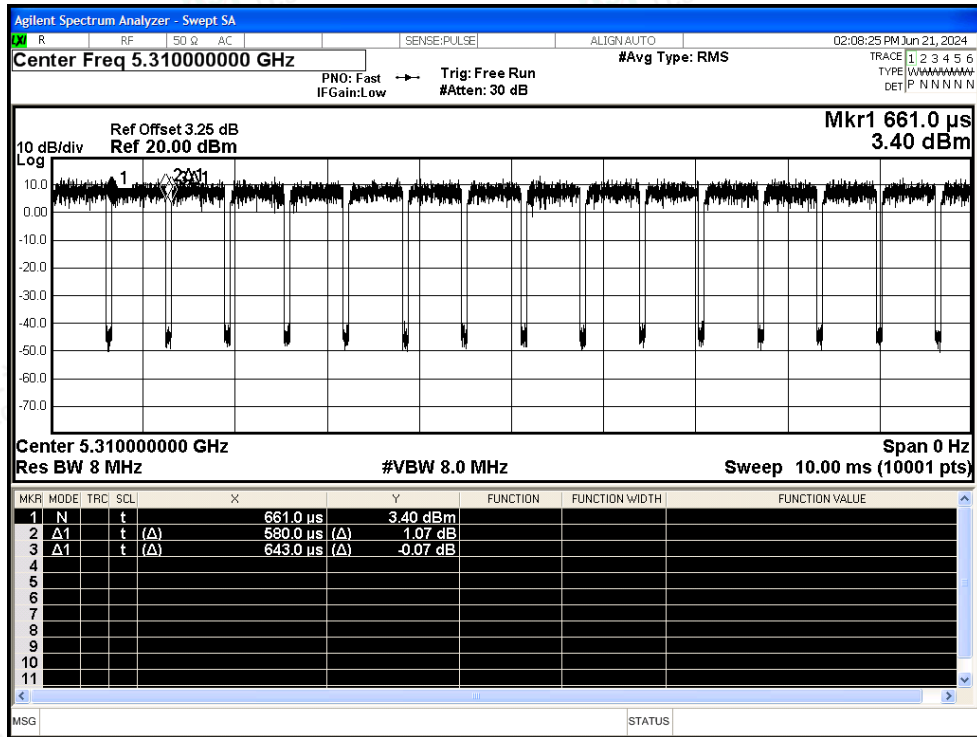 Agilent Spectrum Analyzer - Swept SA
LXI R RF 50 Ω AC SENSE:PULSE ALIGN AUTO 02:08:25 PM Jun 21, 2024
Center Freq 5.310000000 GHz #Avg Type: RMS TRACE 1 2 3 4 5 6
PNO: Fast Trig: Free Run TYPE WWWWWW
IFGain:Low #Atten: 30 dB DET P N N N N N
Mkr1 661.0 µs
Ref Offset 3.25 dB
10 dB/div Ref 20.00 dBm 3.40 dBm
Log
1 2Δ1
10.0
0.00
-10.0
-20.0
-30.0
-40.0
-50.0
-60.0
-70.0
Center 5.310000000 GHz Span 0 Hz
Res BW 8 MHz #VBW 8.0 MHz Sweep 10.00 ms (10001 pts)
MKR MODE TRC SCL X Y FUNCTION FUNCTION WIDTH FUNCTION VALUE
1 N t 661.0 µs 3.40 dBm
2 Δ1 t (Δ) 580.0 µs (Δ) 1.07 dB
3 Δ1 t (Δ) 643.0 µs (Δ) -0.07 dB
4
5
6
7
8
9
10
11
MSG STATUS